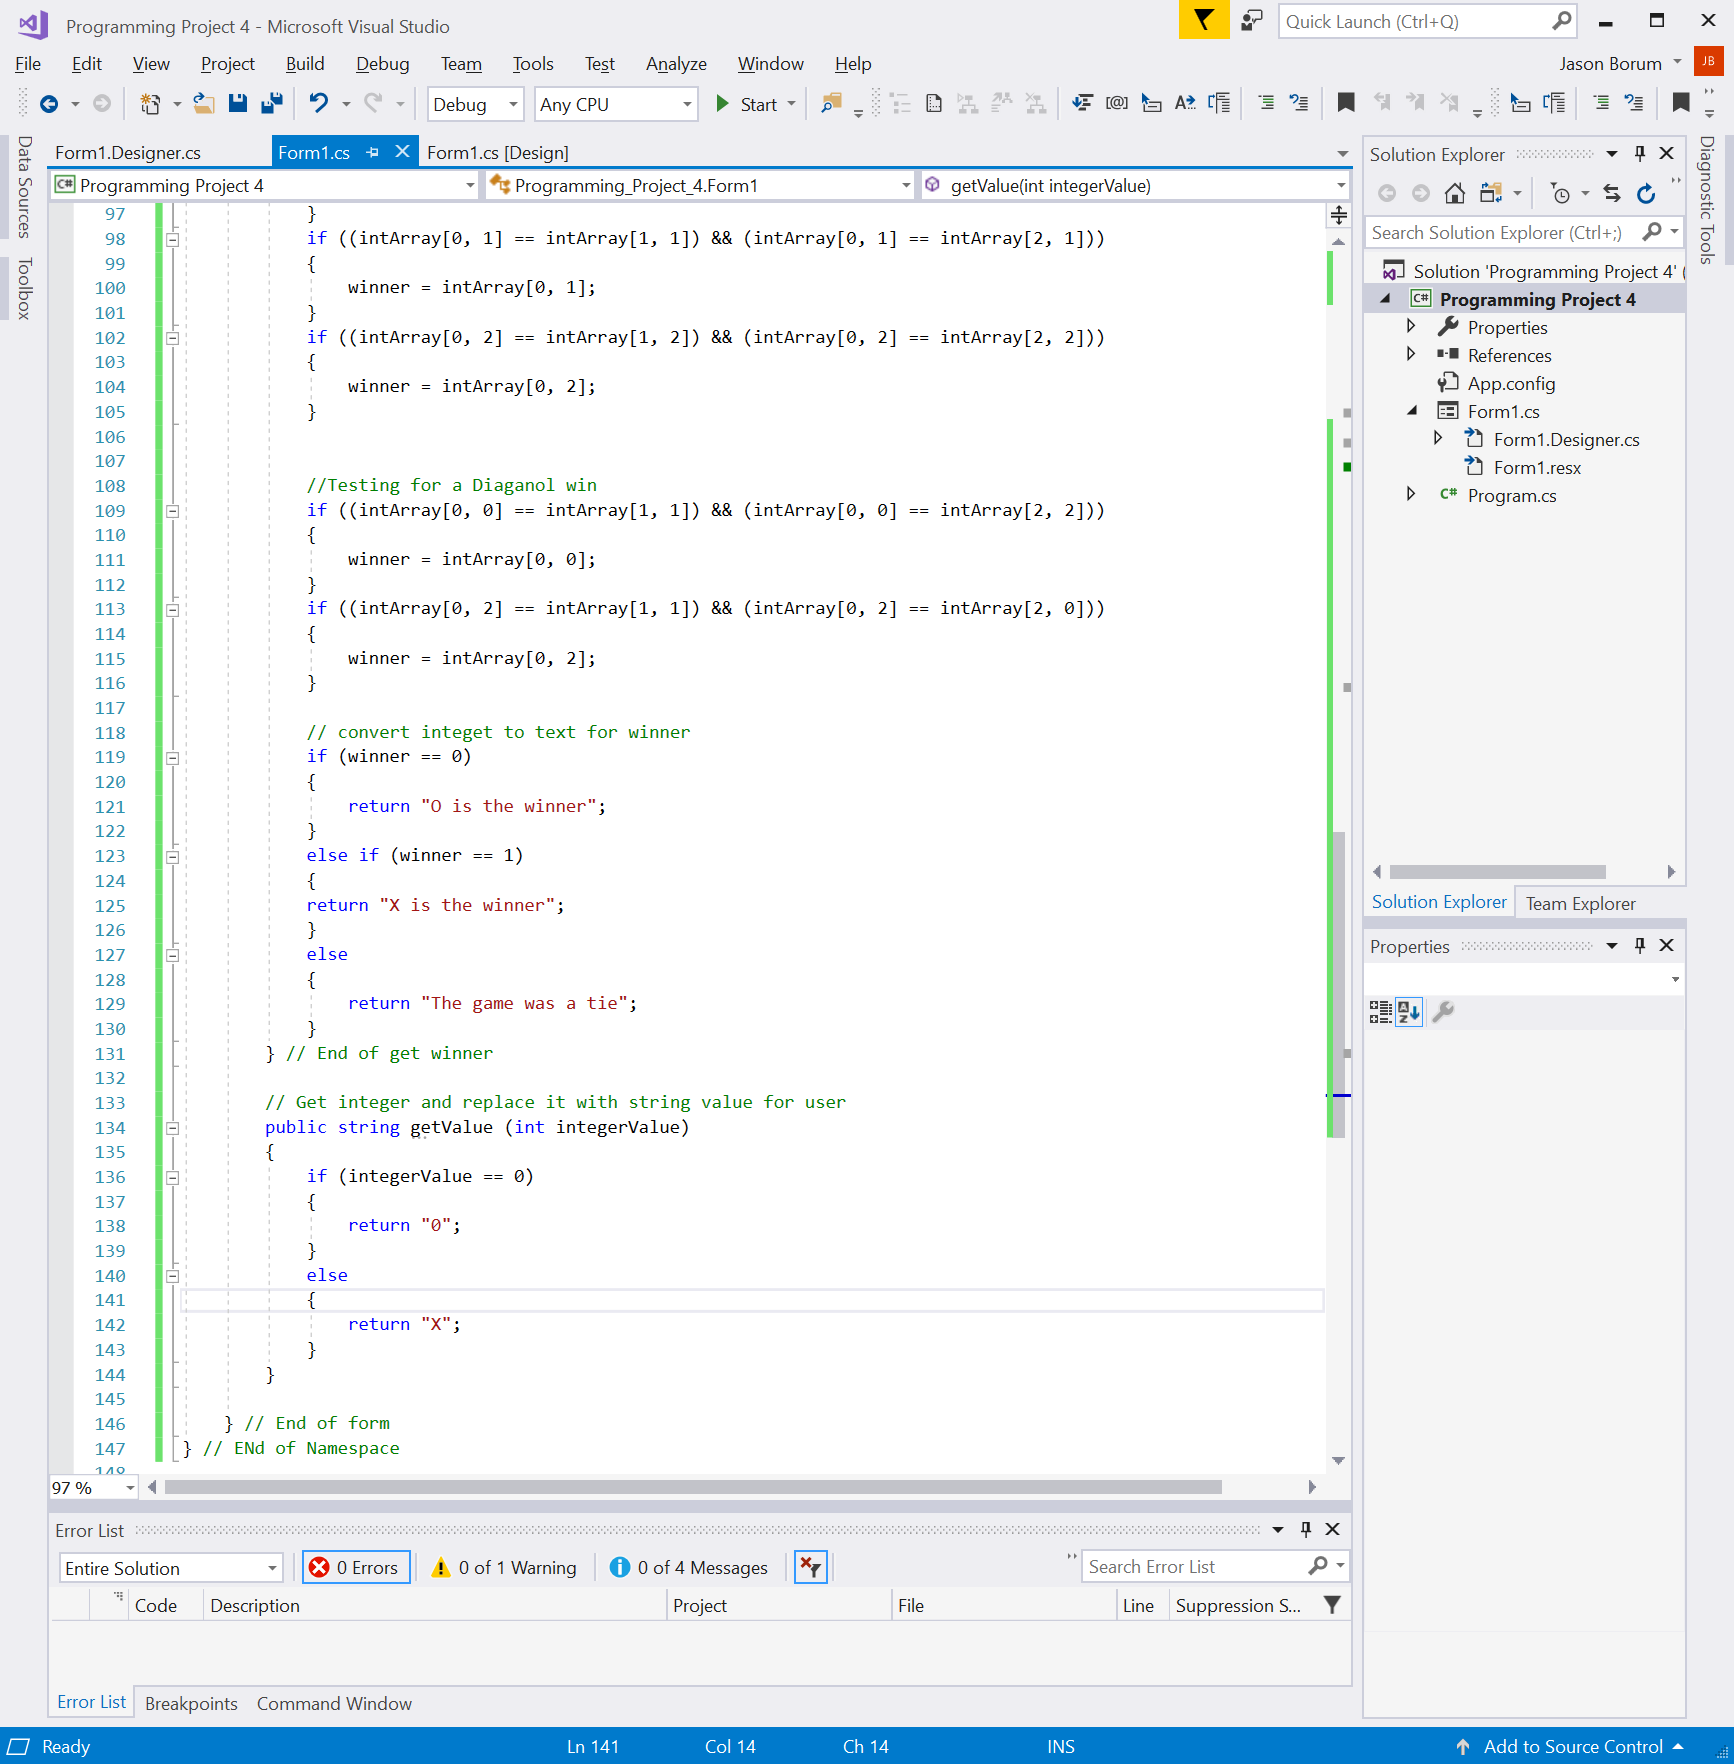 Programming Project 4 - Microsoft Visual Studio
Quick Launch (Ctrl+Q)
File Edit View Project Build Debug Team Tools Test Analyze Window Help
Jason Borum JB
Debug Any CPU Start
Data Sources
Toolbox
Form1.Designer.cs Form1.cs Form1.cs [Design]
C# Programming Project 4 Programming_Project_4.Form1 getValue(int integerValue)
97 }
98 if ((intArray[0, 1] == intArray[1, 1]) && (intArray[0, 1] == intArray[2, 1]))
99 {
100 winner = intArray[0, 1];
101 }
102 if ((intArray[0, 2] == intArray[1, 2]) && (intArray[0, 2] == intArray[2, 2]))
103 {
104 winner = intArray[0, 2];
105 }
106
107
108 //Testing for a Diaganol win
109 if ((intArray[0, 0] == intArray[1, 1]) && (intArray[0, 0] == intArray[2, 2]))
110 {
111 winner = intArray[0, 0];
112 }
113 if ((intArray[0, 2] == intArray[1, 1]) && (intArray[0, 2] == intArray[2, 0]))
114 {
115 winner = intArray[0, 2];
116 }
117
118 // convert integet to text for winner
119 if (winner == 0)
120 {
121 return "O is the winner";
122 }
123 else if (winner == 1)
124 {
125 return "X is the winner";
126 }
127 else
128 {
129 return "The game was a tie";
130 }
131 } // End of get winner
132
133 // Get integer and replace it with string value for user
134 public string getValue (int integerValue)
135 {
136 if (integerValue == 0)
137 {
138 return "0";
139 }
140 else
141 {
142 return "X";
143 }
144 }
145
146 } // End of form
147 } // ENd of Namespace
148
97 %
Error List
Entire Solution 0 Errors 0 of 1 Warning 0 of 4 Messages Search Error List
Code Description Project File Line Suppression S...
Error List Breakpoints Command Window
Solution Explorer
Search Solution Explorer (Ctrl+;)
Solution 'Programming Project 4' (
C# Programming Project 4
Properties
References
App.config
Form1.cs
Form1.Designer.cs
Form1.resx
C# Program.cs
Solution Explorer Team Explorer
Properties
Diagnostic Tools
Ready Ln 141 Col 14 Ch 14 INS Add to Source Control